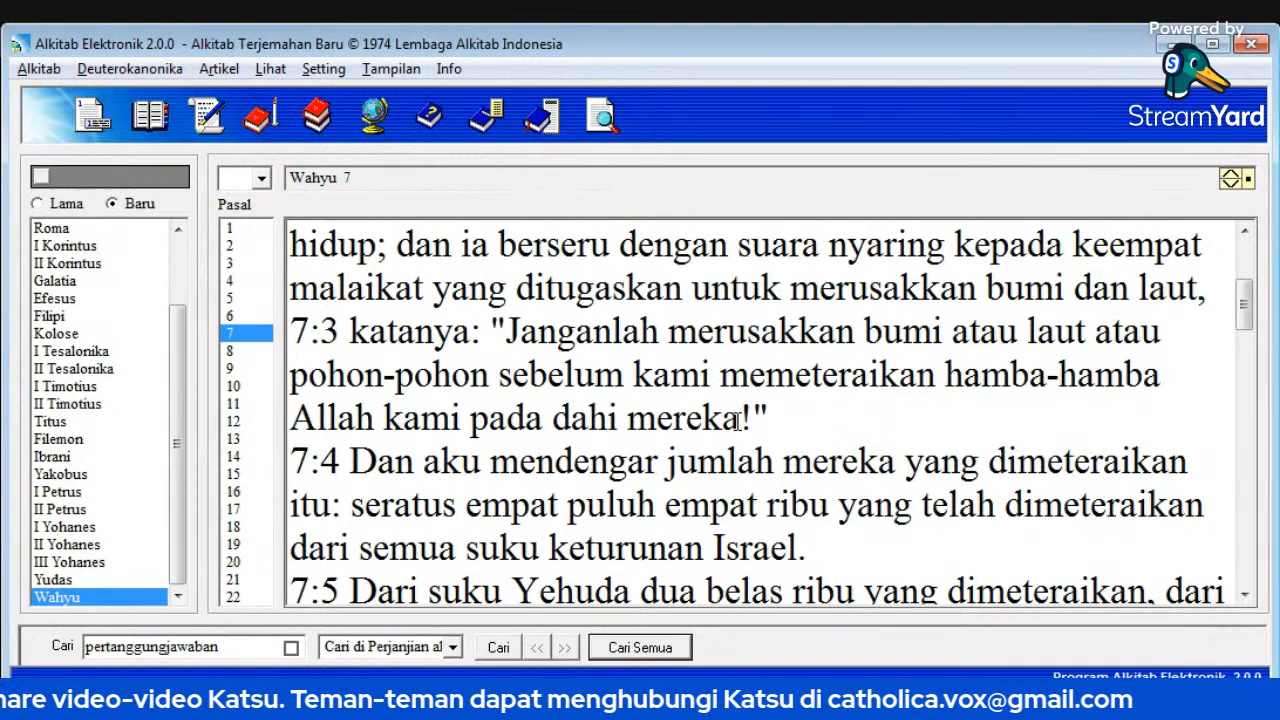 Powered by
StreamYard
Alkitab Elektronik 2.0.0 - Alkitab Terjemahan Baru © 1974 Lembaga Alkitab Indonesia
Alkitab Deuterokanonika Artikel Lihat Setting Tampilan Info
Wahyu 7
Lama Baru
Pasal
Roma
I Korintus
II Korintus
Galatia
Efesus
Filipi
Kolose
I Tesalonika
II Tesalonika
I Timotius
II Timotius
Titus
Filemon
Ibrani
Yakobus
I Petrus
II Petrus
I Yohanes
II Yohanes
III Yohanes
Yudas
Wahyu
1
2
3
4
5
6
7
8
9
10
11
12
13
14
15
16
17
18
19
20
21
22
hidup; dan ia berseru dengan suara nyaring kepada keempat
malaikat yang ditugaskan untuk merusakkan bumi dan laut,
7:3 katanya: "Janganlah merusakkan bumi atau laut atau
pohon-pohon sebelum kami memeteraikan hamba-hamba
Allah kami pada dahi mereka!"
7:4 Dan aku mendengar jumlah mereka yang dimeteraikan
itu: seratus empat puluh empat ribu yang telah dimeteraikan
dari semua suku keturunan Israel.
7:5 Dari suku Yehuda dua belas ribu yang dimeteraikan, dari
Cari pertanggungjawaban Cari di Perjanjian al Cari << >> Cari Semua
Program Alkitab Elektronik 2.0.0
hare video-video Katsu. Teman-teman dapat menghubungi Katsu di catholica.vox@gmail.com